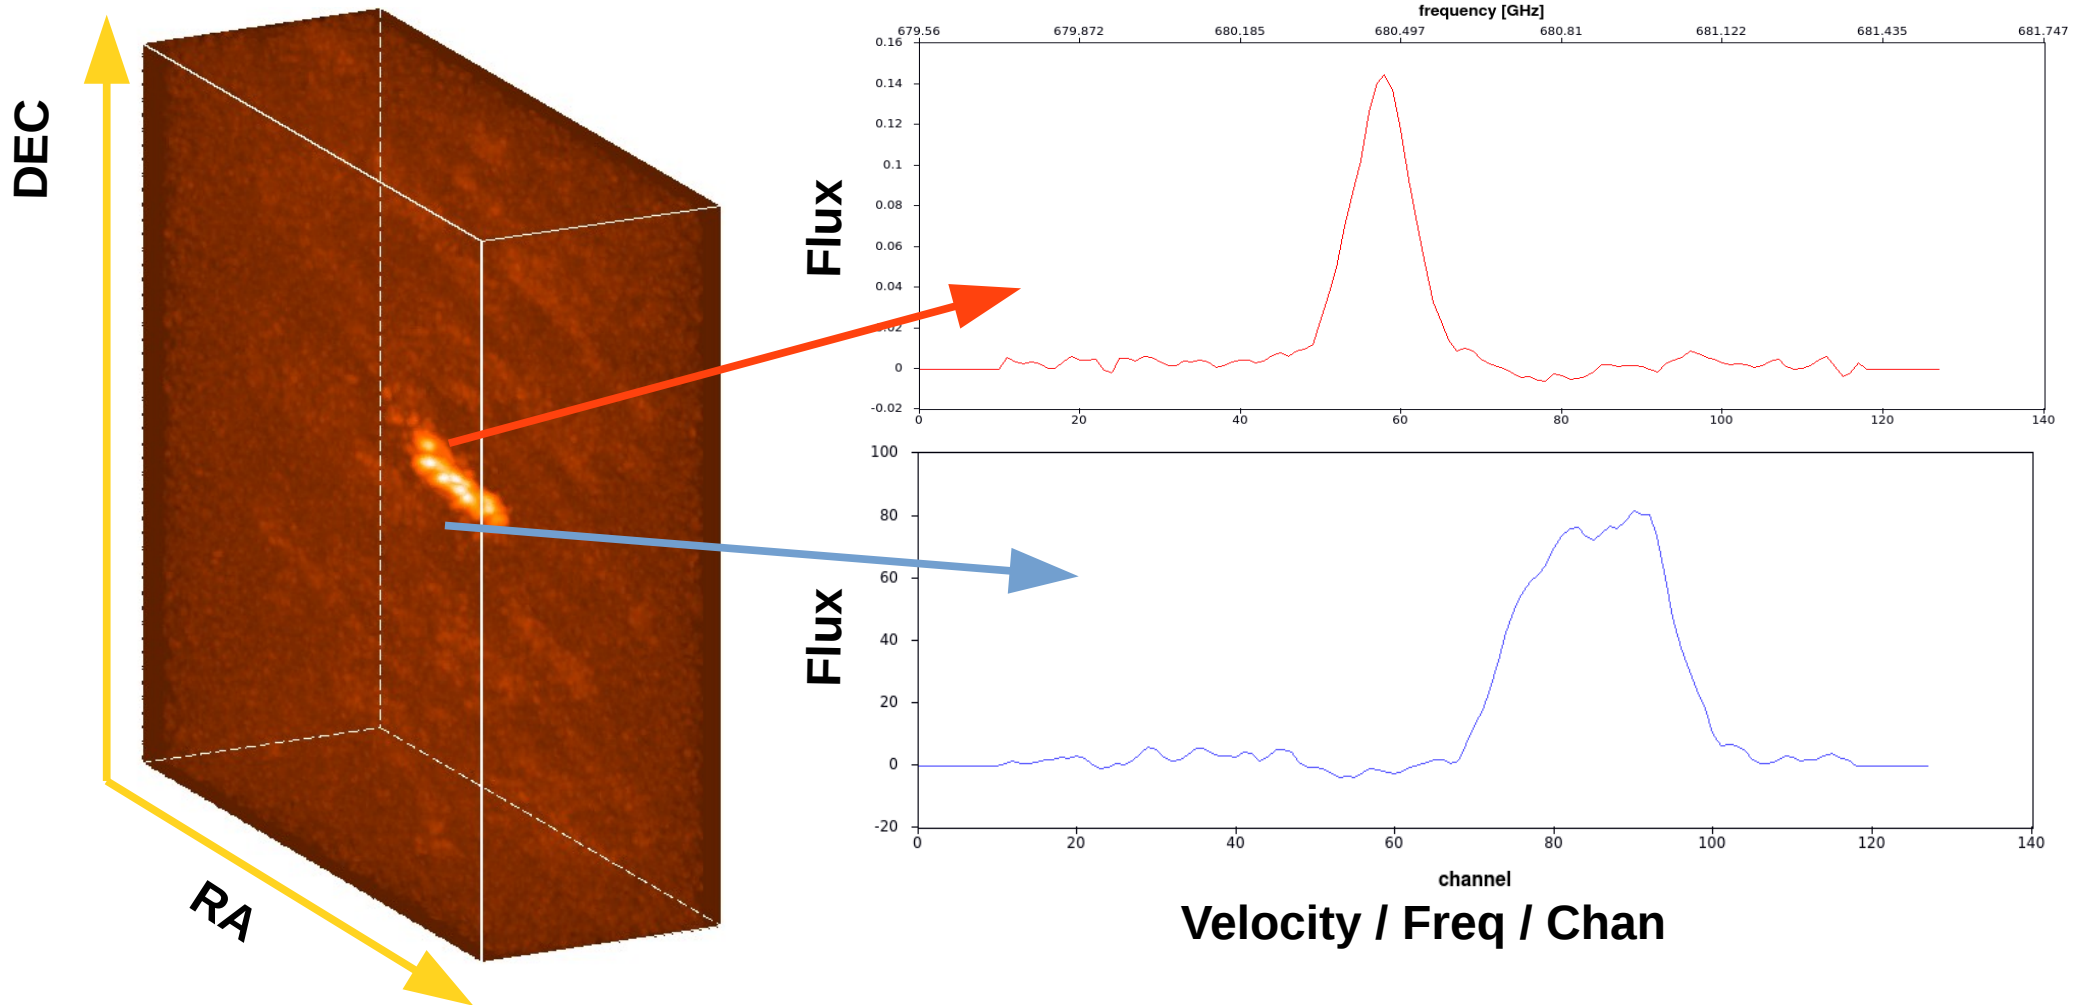 DEC
RA
frequency [GHz]
679.56 679.872 680.185 680.497 680.81 681.122 681.435 681.747
Flux
0.16
0.14
0.12
0.1
0.08
0.06
0.04
0
-0.02
0 20 40 60 80 100 120 140
Flux
100
80
60
40
20
0
-20
0 20 40 60 80 100 120 140
channel
Velocity / Freq / Chan